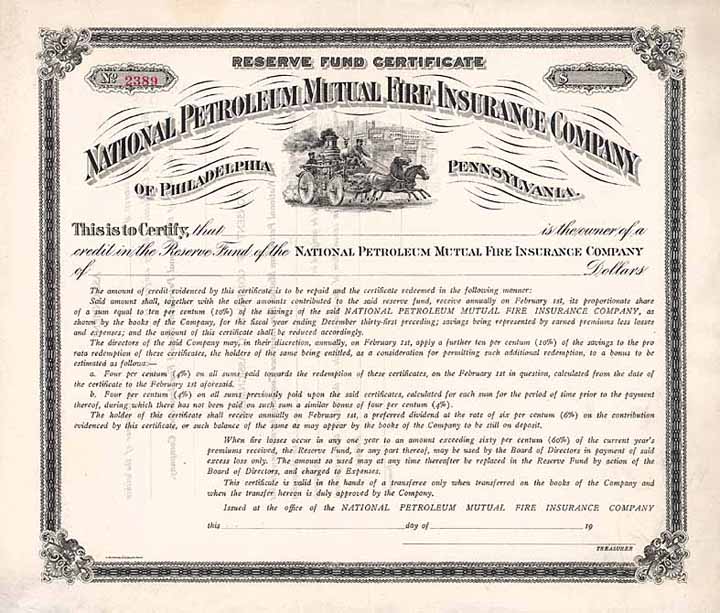 RESERVE FUND CERTIFICATE
No. 2389
$
NATIONAL PETROLEUM MUTUAL FIRE INSURANCE COMPANY
OF PHILADELPHIA PENNSYLVANIA.
This is to Certify, that is the owner of a
credit in the Reserve Fund of the NATIONAL PETROLEUM MUTUAL FIRE INSURANCE COMPANY
of Dollars
The amount of credit evidenced by this certificate is to be repaid and the certificate redeemed in the following manner:
Said amount shall, together with the other amounts contributed to the said reserve fund, receive annually on February 1st, its proportionate share
of a sum equal to ten per centum (10%) of the savings of the said NATIONAL PETROLEUM MUTUAL FIRE INSURANCE COMPANY, as
shown by the books of the Company, for the fiscal year ending December thirty-first preceding; savings being represented by earned premiums less losses
and expenses; and the amount of this certificate shall be reduced accordingly.
The directors of the said Company may, in their discretion, annually, on February 1st, apply a further ten per centum (10%) of the savings to the pro
rata redemption of these certificates, the holders of the same being entitled, as a consideration for permitting such additional redemption, to a bonus to be
estimated as follows:—
a. Four per centum (4%) on all sums paid towards the redemption of these certificates, on the February 1st in question, calculated from the date
of the certificate to the February 1st aforesaid.
b. Four per centum (4%) on all sums previously paid upon the said certificates, calculated for each sum for the period of time prior to the payment
thereof, during which there has not been paid on such sum a similar bonus of four per centum (4%).
The holder of this certificate shall receive annually on February 1st, a preferred dividend at the rate of six per centum (6%) on the contribution
evidenced by this certificate, or such balance of the same as may appear by the books of the Company to be still on deposit.
When fire losses occur in any one year to an amount exceeding sixty per centum (60%) of the current year's
premiums received, the Reserve Fund, or any part thereof, may be used by the Board of Directors in payment of said
excess loss only. The amount so used may at any time thereafter be replaced in the Reserve Fund by action of the
Board of Directors, and charged to Expenses.
This certificate is valid in the hands of a transferee only when transferred on the books of the Company and
when the transfer hereon is duly approved by the Company.
Issued at the office of the NATIONAL PETROLEUM MUTUAL FIRE INSURANCE COMPANY
this day of 19
TREASURER